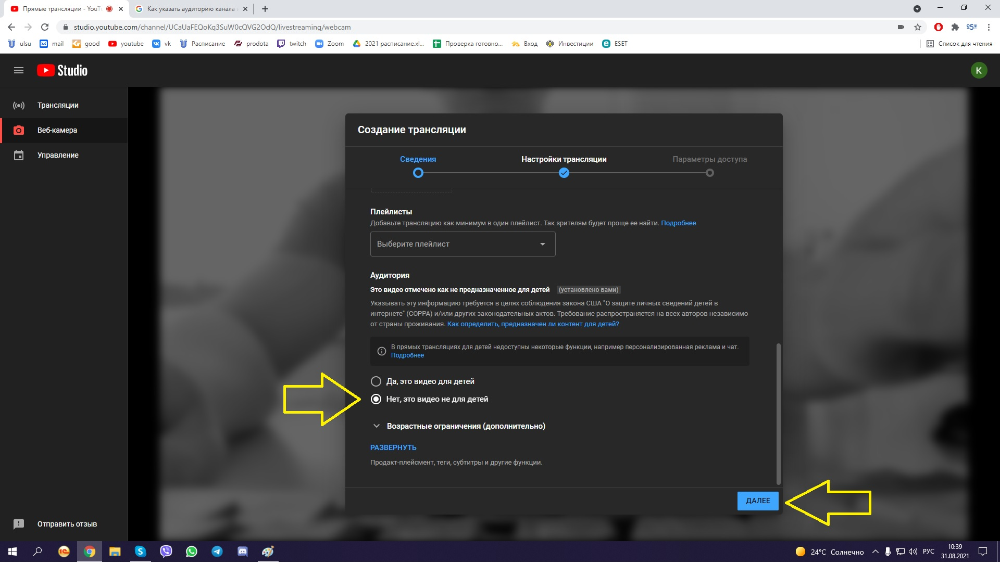 Прямые трансляции - YouT
Как указать аудиторию канала
studio.youtube.com/channel/UCaUaFEQoKq3SuW0cQVG2OdQ/livestreaming/webcam
25°
ulsu
mail
good
youtube
vk
Расписание
prodota
twitch
Zoom
2021 расписание.xl...
Проверка готовно...
Вход
Инвестиции
ESET
Список для чтения
Studio
K
Трансляции
Веб-камера
Управление
Отправить отзыв
Создание трансляции
Сведения
Настройки трансляции
Параметры доступа
Плейлисты
Добавьте трансляцию как минимум в один плейлист. Так зрителям будет проще ее найти. Подробнее
Выберите плейлист
Аудитория
Это видео отмечено как не предназначенное для детей (установлено вами)
Указывать эту информацию требуется в целях соблюдения закона США "О защите личных сведений детей в
интернете" (COPPA) и/или других законодательных актов. Требование распространяется на всех авторов независимо
от страны проживания. Как определить, предназначен ли контент для детей?
В прямых трансляциях для детей недоступны некоторые функции, например персонализированная реклама и чат.
Подробнее
Да, это видео для детей
Нет, это видео не для детей
Возрастные ограничения (дополнительно)
РАЗВЕРНУТЬ
Продакт-плейсмент, теги, субтитры и другие функции.
ДАЛЕЕ
24°C Солнечно
РУС
10:39
31.08.2021